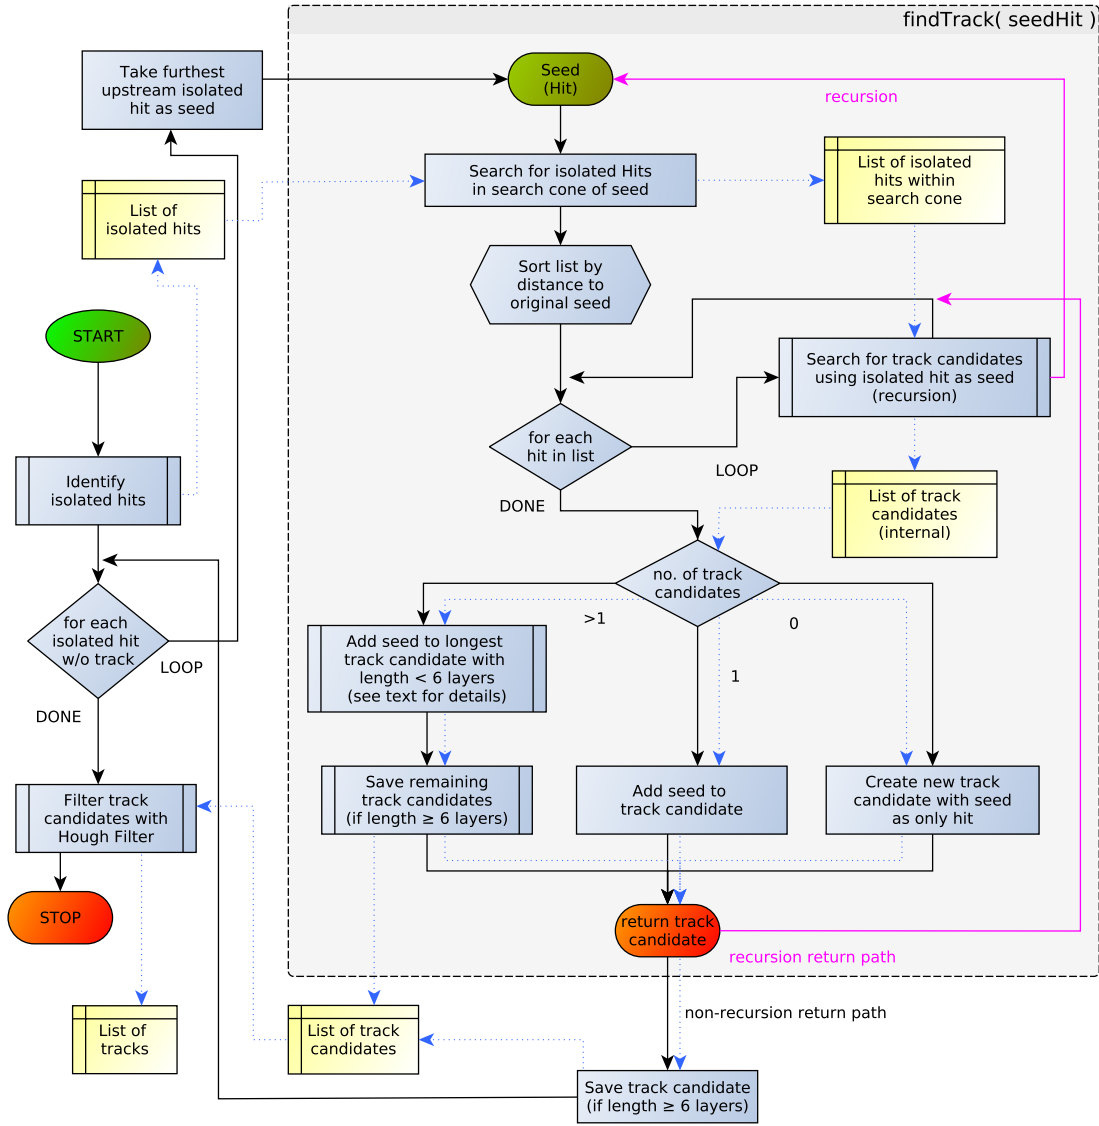 findTrack( seedHit )
Take furthest
upstream isolated
hit as seed
Seed
(Hit)
recursion
Search for isolated Hits
in search cone of seed
List of isolated
hits within
search cone
List of
isolated hits
Sort list by
distance to
original seed
START
Search for track candidates
using isolated hit as seed
(recursion)
for each
hit in list
LOOP
DONE
Identify
isolated hits
List of track
candidates
(internal)
no. of track
candidates
>1
0
1
for each
isolated hit
w/o track
LOOP
DONE
Add seed to longest
track candidate with
length < 6 layers
(see text for details)
Filter track
candidates with
Hough Filter
Save remaining
track candidates
(if length ≥ 6 layers)
Add seed to
track candidate
Create new track
candidate with seed
as only hit
STOP
return track
candidate
recursion return path
non-recursion return path
List of
tracks
List of track
candidates
Save track candidate
(if length ≥ 6 layers)